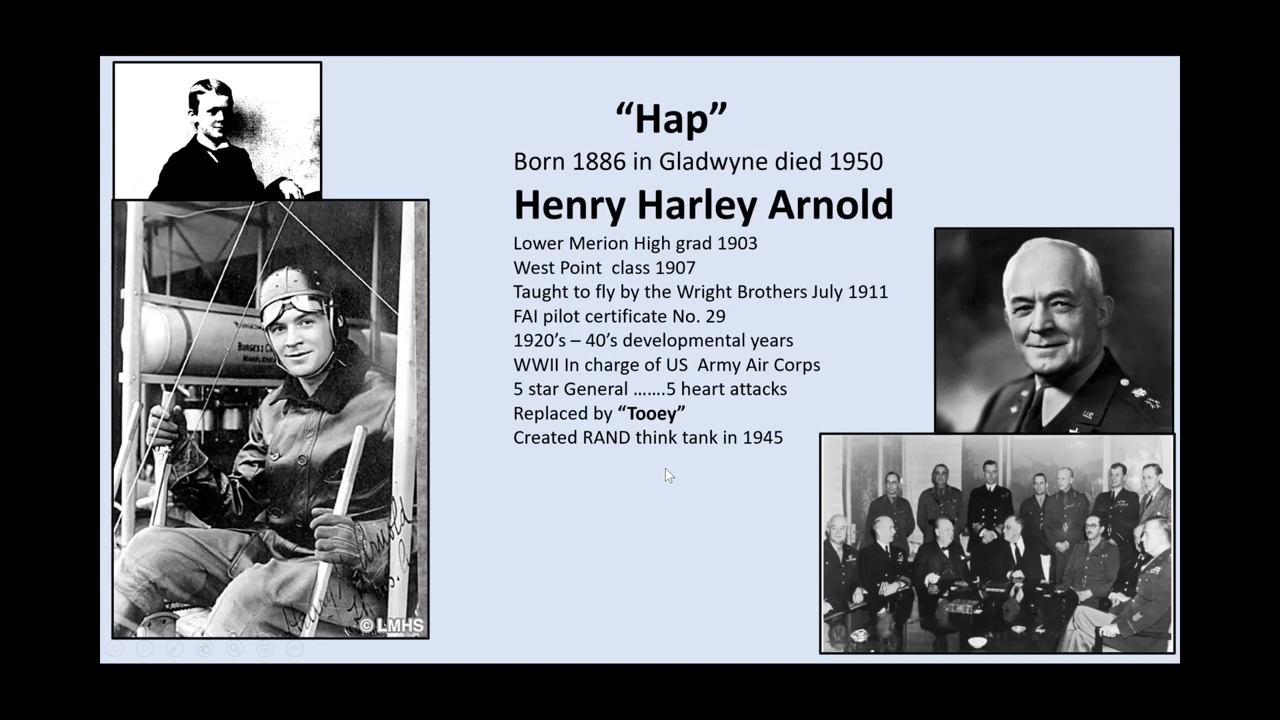 “Hap”
Born 1886 in Gladwyne died 1950
Henry Harley Arnold
Lower Merion High grad 1903
West Point  class 1907
Taught to fly by the Wright Brothers July 1911
FAI pilot certificate No. 29
1920’s – 40’s developmental years
WWII In charge of US  Army Air Corps
5 star General …….5 heart attacks
Replaced by “Tooey”
Created RAND think tank in 1945
© LMHS
U.S.